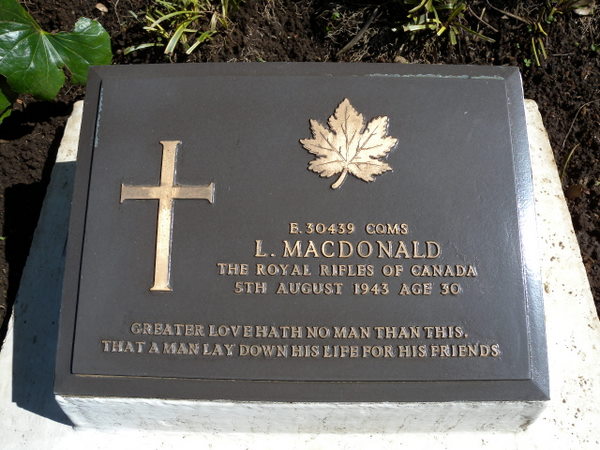 E.30439 CQMS
L. MACDONALD
THE ROYAL RIFLES OF CANADA
5TH AUGUST 1943 AGE 30
GREATER LOVE HATH NO MAN THAN THIS,
THAT A MAN LAY DOWN HIS LIFE FOR HIS FRIENDS